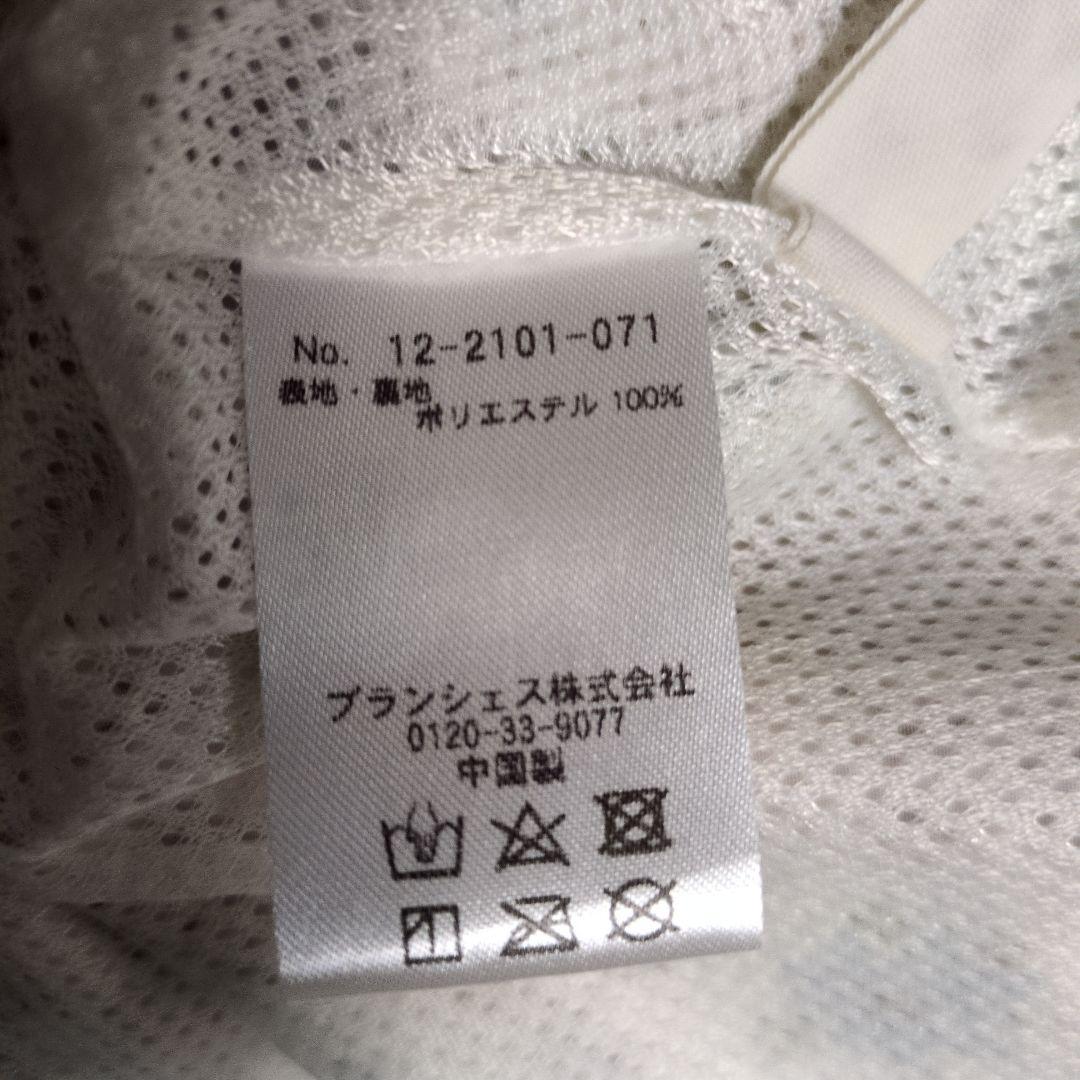 No. 12-2101-071
表地・裏地
ポリエステル 100%
ブランシェス株式会社
0120-33-9077
中国製